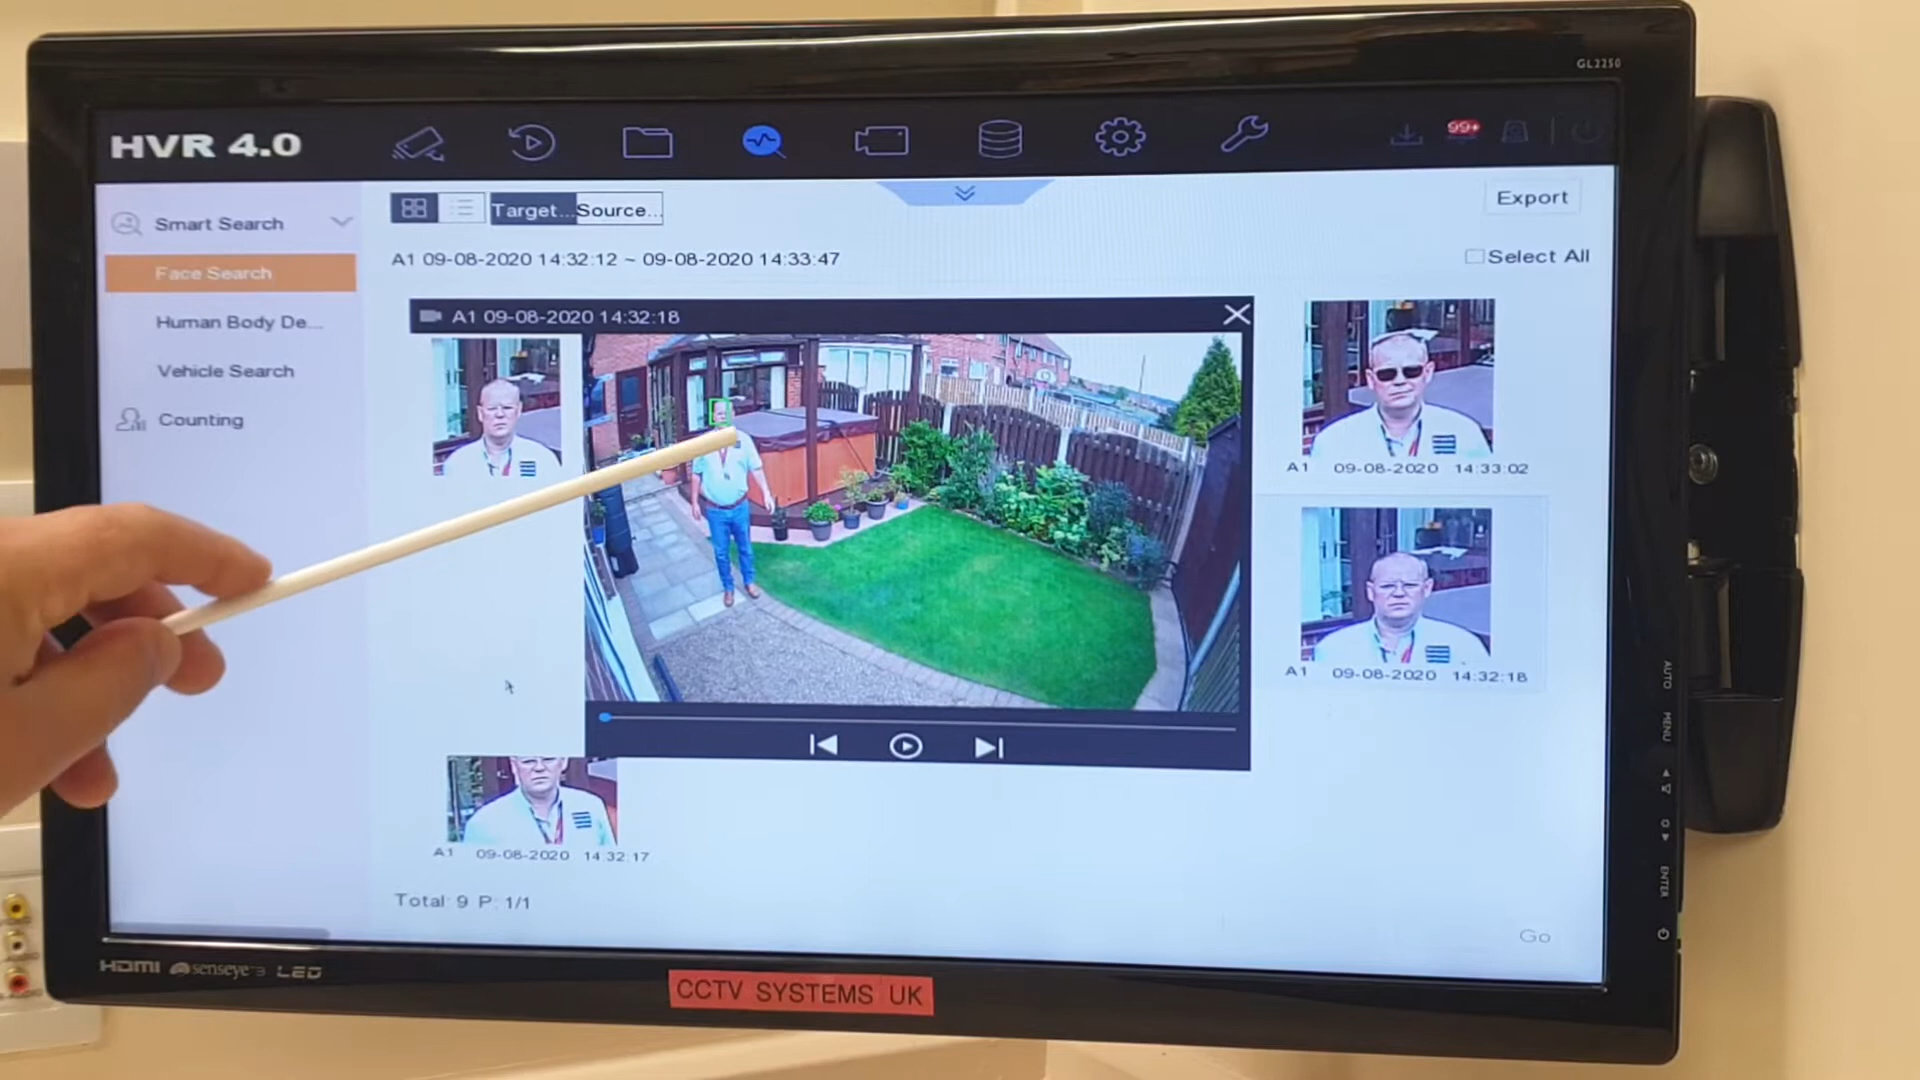 GL2250
HVR 4.0
99+
Smart Search
Face Search
Human Body De...
Vehicle Search
Counting
Target... Source...
Export
A1 09-08-2020 14:32:12 ~ 09-08-2020 14:33:47
Select All
A1 09-08-2020 14:32:18
A1 09-08-2020 14:33:02
A1 09-08-2020 14:32:18
A1 09-08-2020 14:32:17
Total: 9 P: 1/1
Go
AUTO
MENU
ENTER
HDMI senseye 3 LED
CCTV SYSTEMS UK